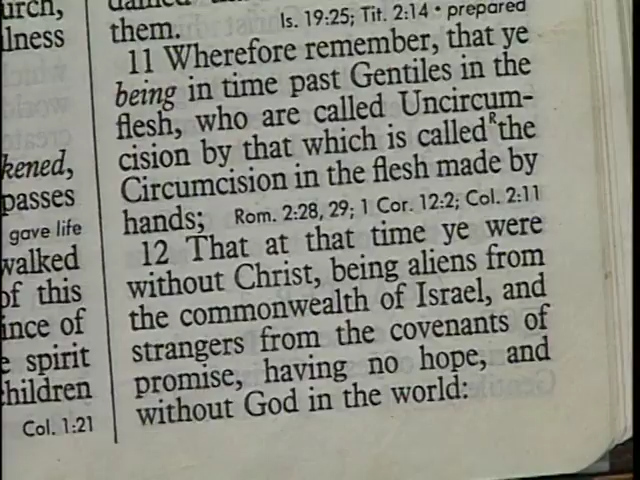 urch,
lness
kened,
passes
gave life
walked
of this
ince of
e spirit
children
Col. 1:21
them.
Is. 19:25; Tit. 2:14 • prepared
11 Wherefore remember, that ye
being in time past Gentiles in the
flesh, who are called Uncircum-
cision by that which is called R the
Circumcision in the flesh made by
hands;
Rom. 2:28, 29; 1 Cor. 12:2; Col. 2:11
12 That at that time ye were
without Christ, being aliens from
the commonwealth of Israel, and
strangers from the covenants of
promise, having no hope, and
without God in the world: